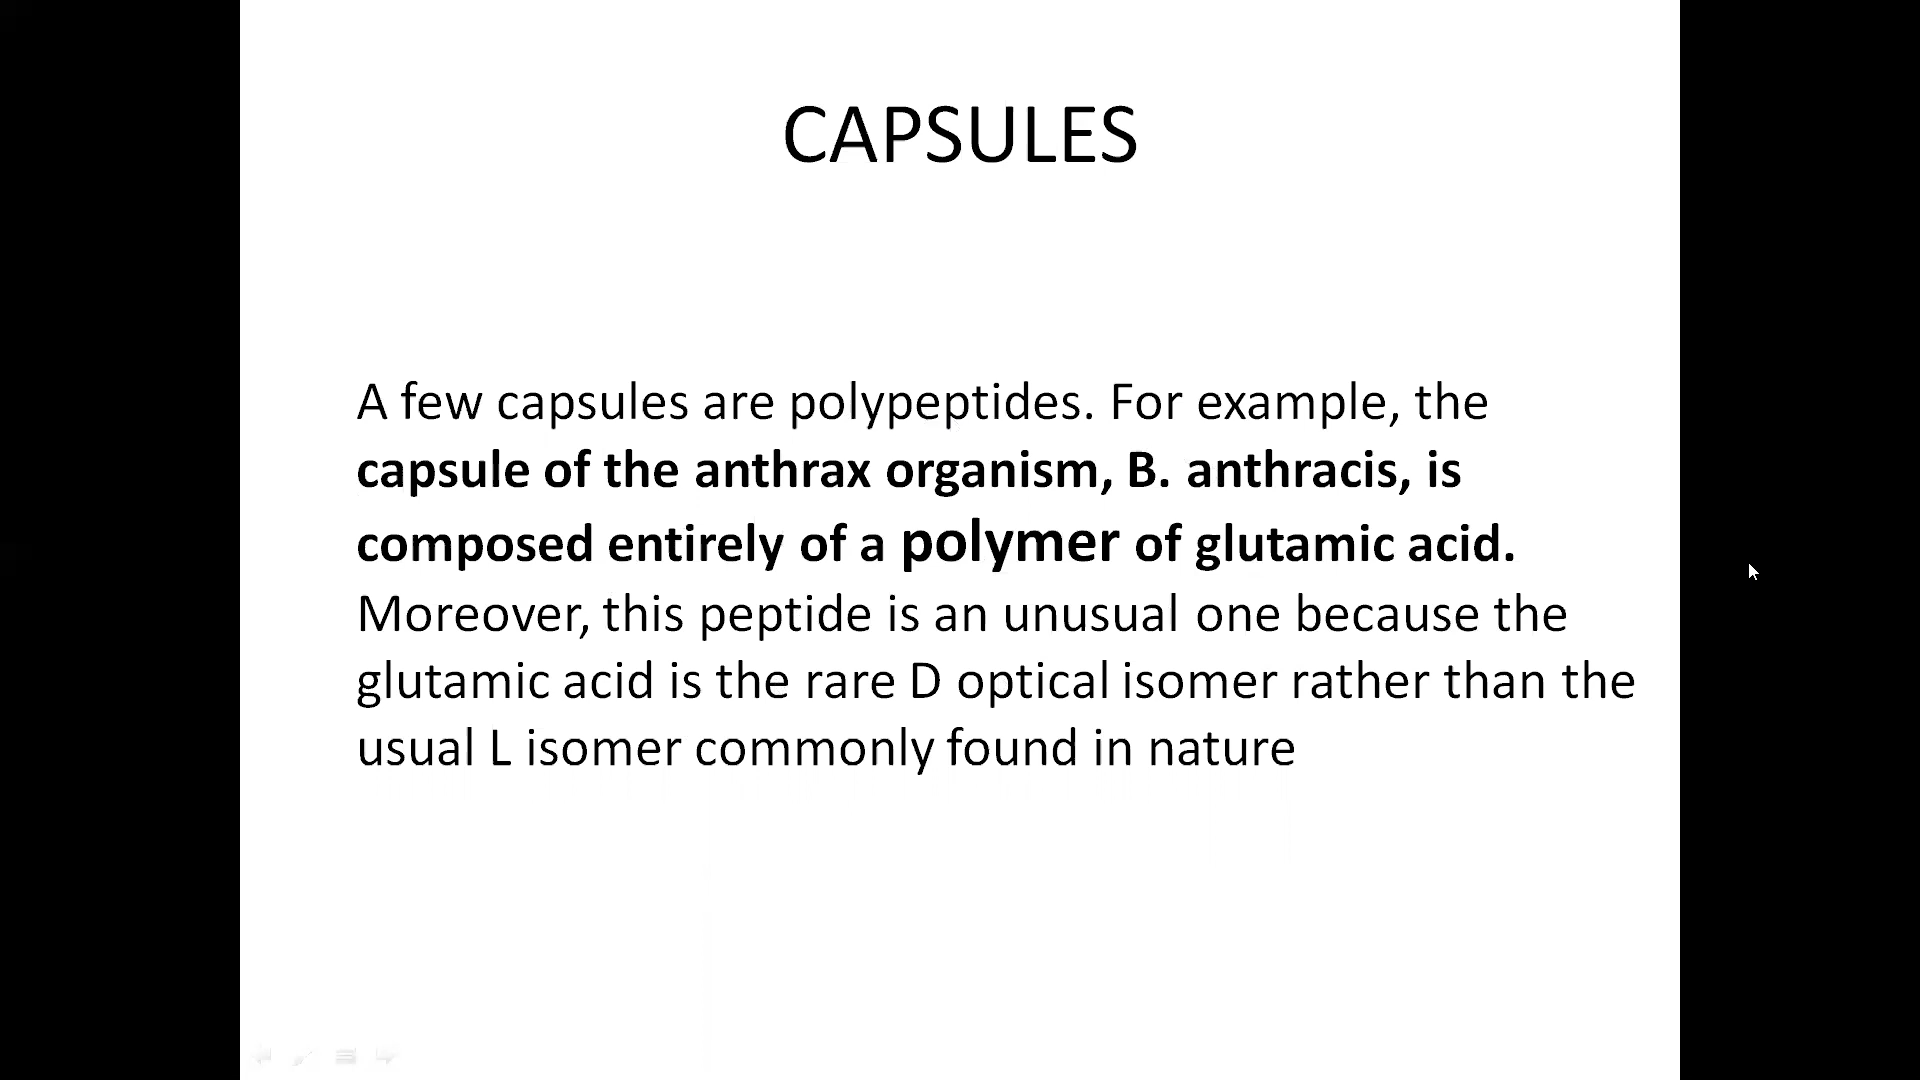 CAPSULES
A few capsules are polypeptides. For example, the
capsule of the anthrax organism, B. anthracis, is
composed entirely of a polymer of glutamic acid.
Moreover, this peptide is an unusual one because the
glutamic acid is the rare D optical isomer rather than the
usual L isomer commonly found in nature